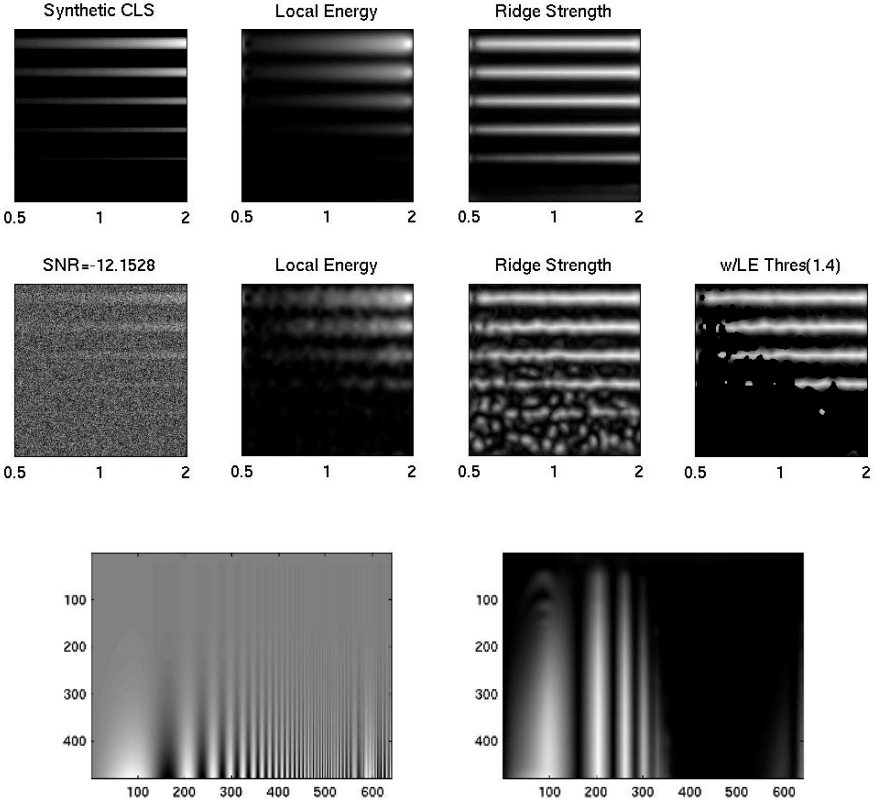 Synthetic CLS Local Energy Ridge Strength
0.5 1 2 0.5 1 2 0.5 1 2
SNR=-12.1528 Local Energy Ridge Strength w/LE Thres(1.4)
0.5 1 2 0.5 1 2 0.5 1 2 0.5 1 2
100 100
200 200
300 300
400 400
100 200 300 400 500 600 100 200 300 400 500 600